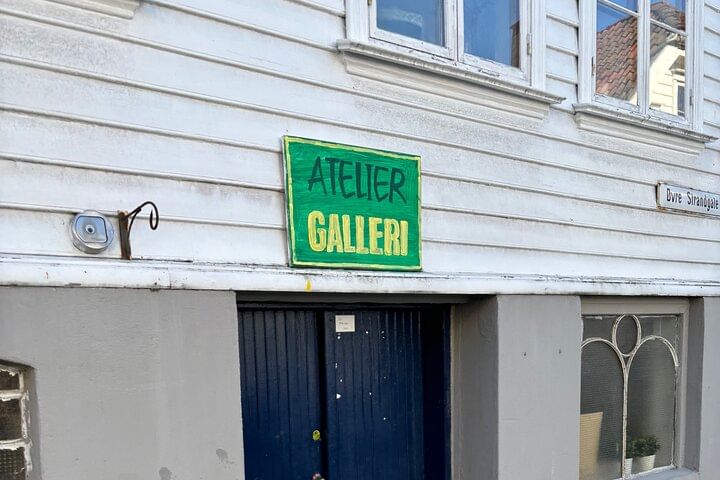 ATELIER
GALLERI
Øvre Strandgate